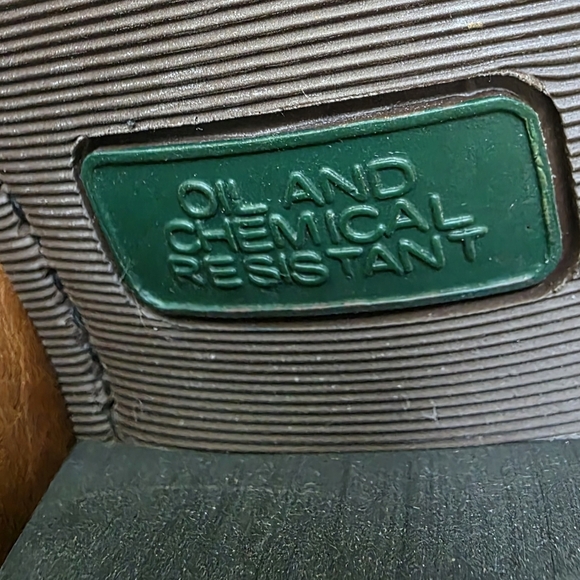 OIL AND
CHEMICAL
RESISTANT